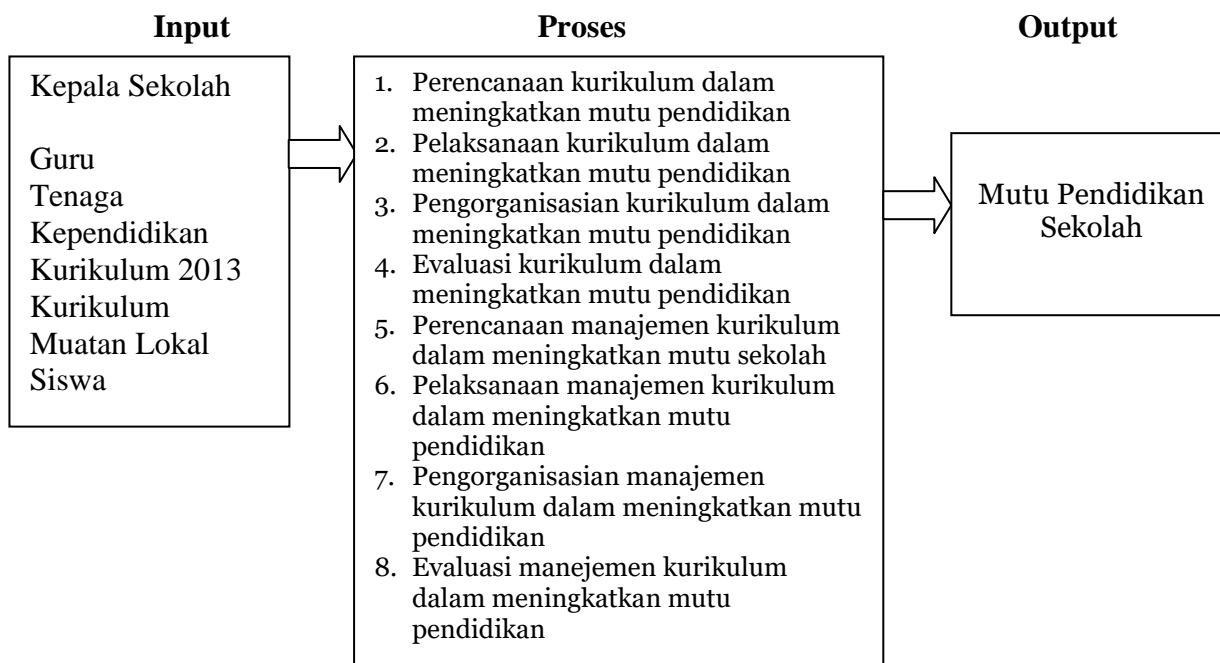 Input
Proses
Output
Kepala Sekolah
Guru
Tenaga
Kependidikan
Kurikulum 2013
Kurikulum
Muatan Lokal
Siswa
1. Perencanaan kurikulum dalam
meningkatkan mutu pendidikan
2. Pelaksanaan kurikulum dalam
meningkatkan mutu pendidikan
3. Pengorganisasian kurikulum dalam
meningkatkan mutu pendidikan
4. Evaluasi kurikulum dalam
meningkatkan mutu pendidikan
5. Perencanaan manajemen kurikulum
dalam meningkatkan mutu sekolah
6. Pelaksanaan manajemen kurikulum
dalam meningkatkan mutu
pendidikan
7. Pengorganisasian manajemen
kurikulum dalam meningkatkan mutu
pendidikan
8. Evaluasi manejemen kurikulum
dalam meningkatkan mutu
pendidikan
Mutu Pendidikan
Sekolah